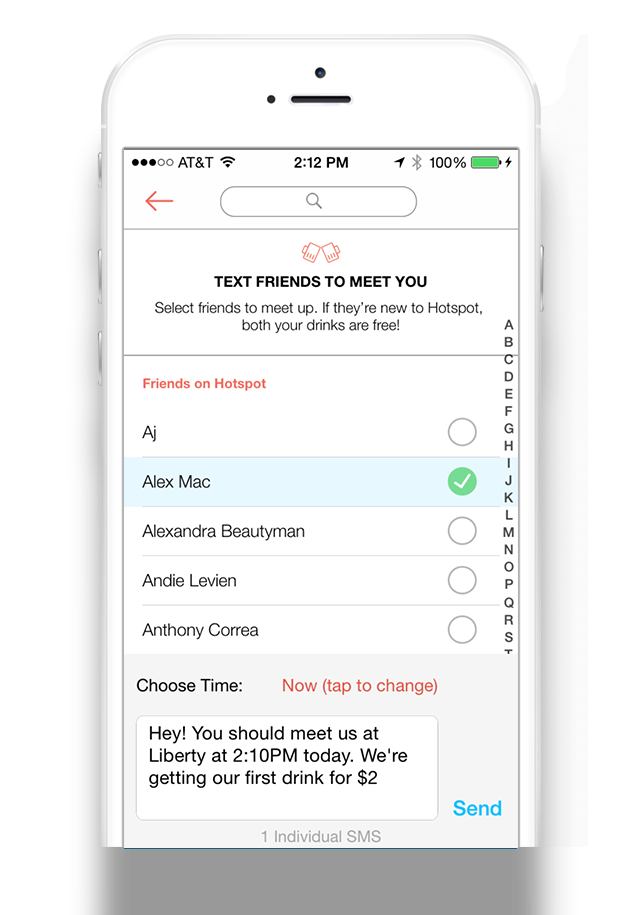 AT&T 2:12 PM 100%
TEXT FRIENDS TO MEET YOU
Select friends to meet up. If they're new to Hotspot,
both your drinks are free!
Friends on Hotspot
Aj
Alex Mac
Alexandra Beautyman
Andie Levien
Anthony Correa
A
B
C
D
E
F
G
H
I
J
K
L
M
N
O
P
Q
R
S
T
Choose Time: Now (tap to change)
Hey! You should meet us at
Liberty at 2:10PM today. We're
getting our first drink for $2
Send
1 Individual SMS